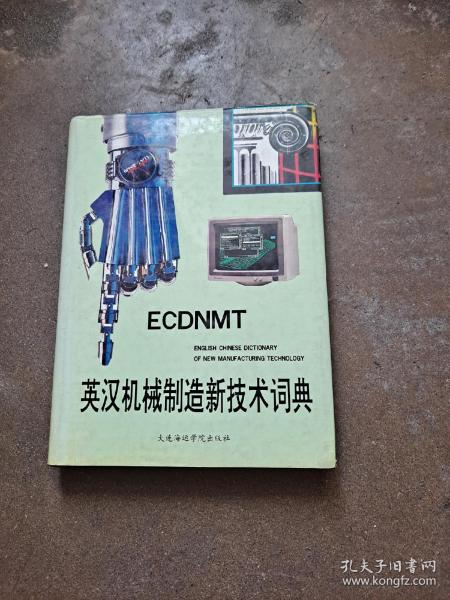 ECDNMT
ENGLISH CHINESE DICTIONARY
OF NEW MANUFACTURING TECHNOLOGY
英汉机械制造新技术词典
大连海运学院出版社
孔夫子旧书网
www.kongfz.com